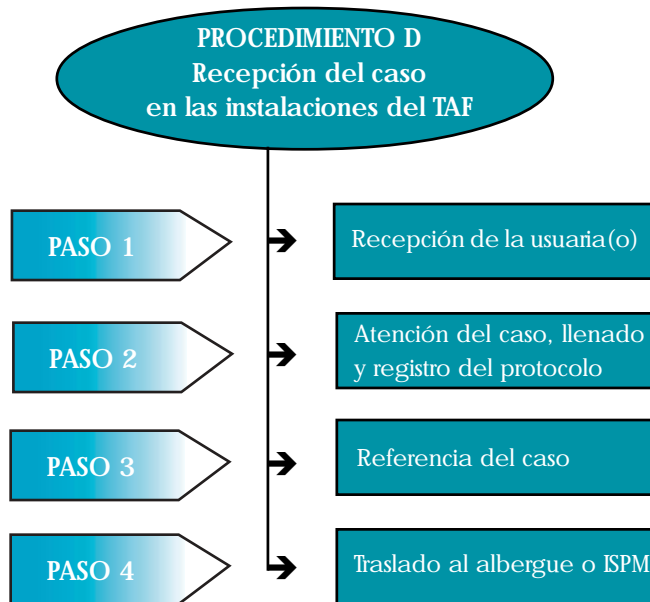 PROCEDIMIENTO D
Recepción del caso
en las instalaciones del TAF
PASO 1
Recepción de la usuaria(o)
PASO 2
Atención del caso, llenado
y registro del protocolo
PASO 3
Referencia del caso
PASO 4
Traslado al albergue o ISPM